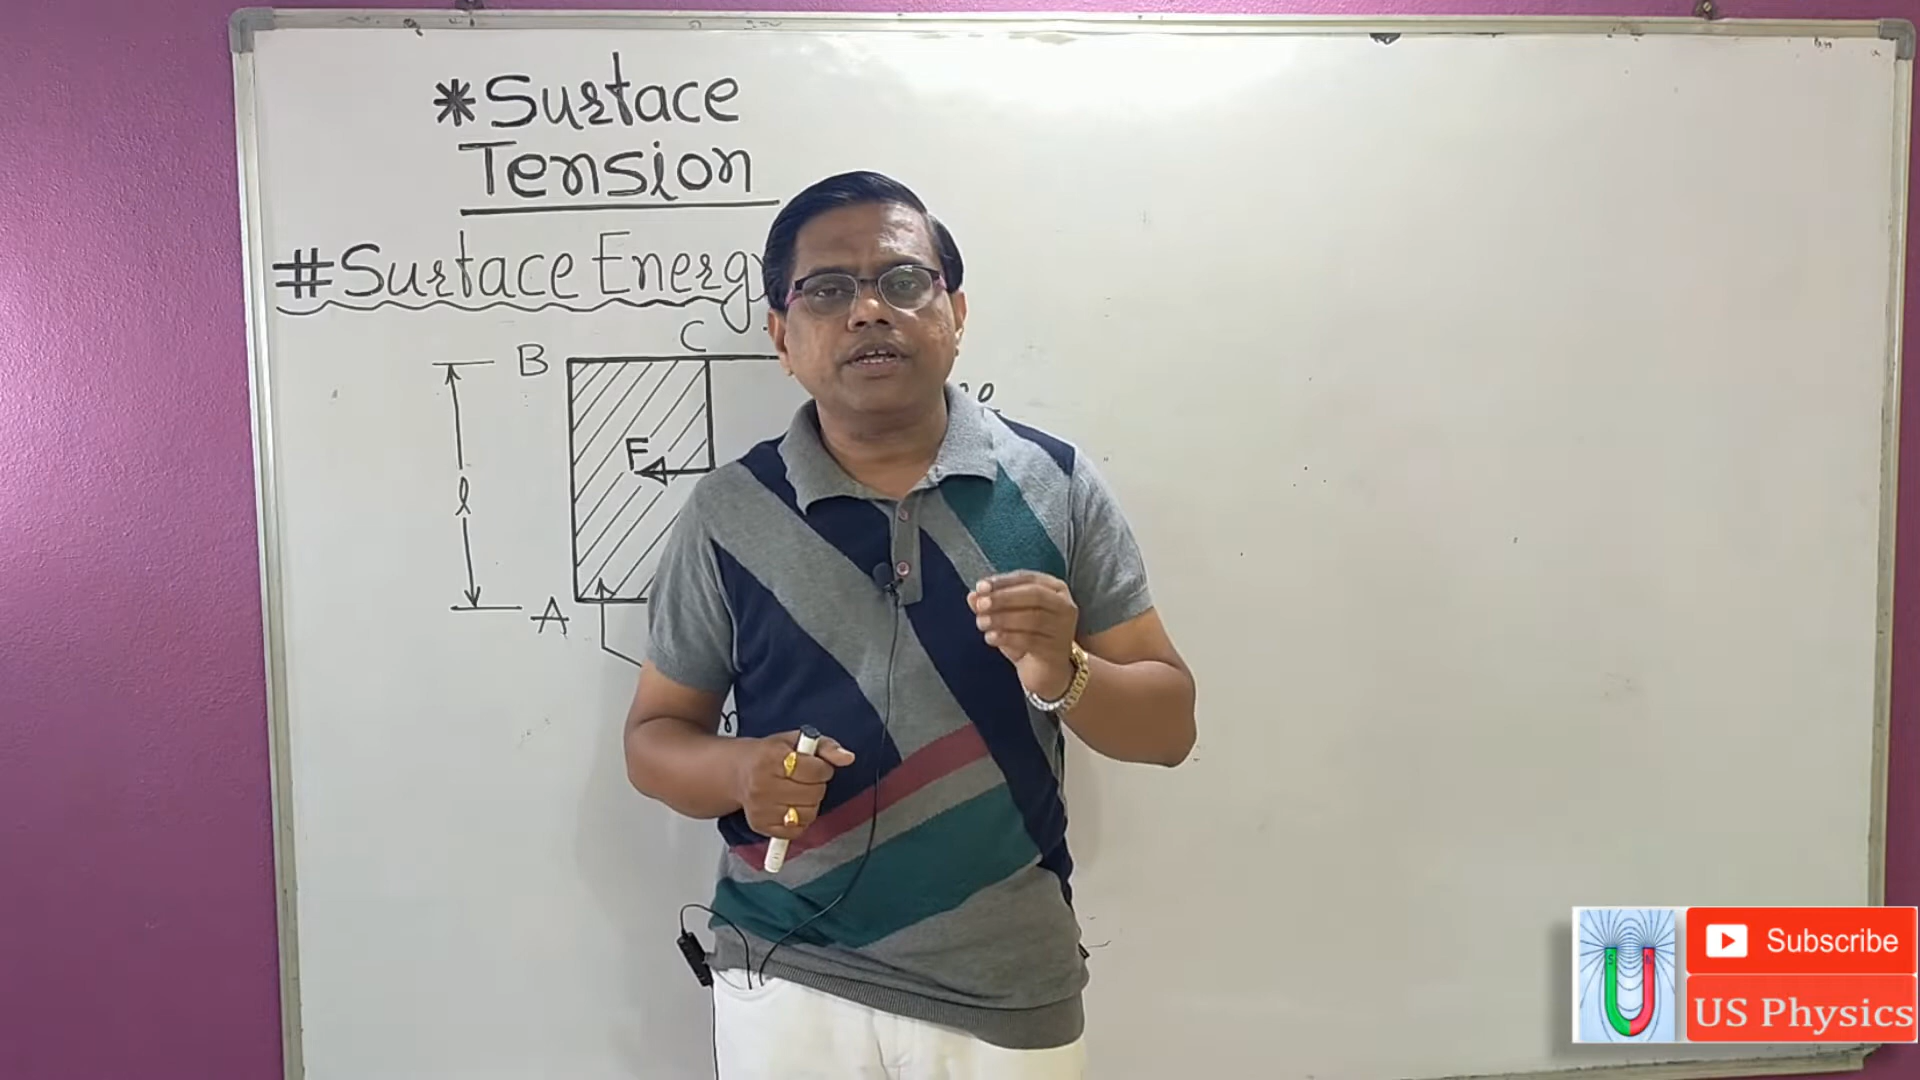 *Surface
Tension
#Surface Energy
B
C
F
l
A
Subscribe
US Physics